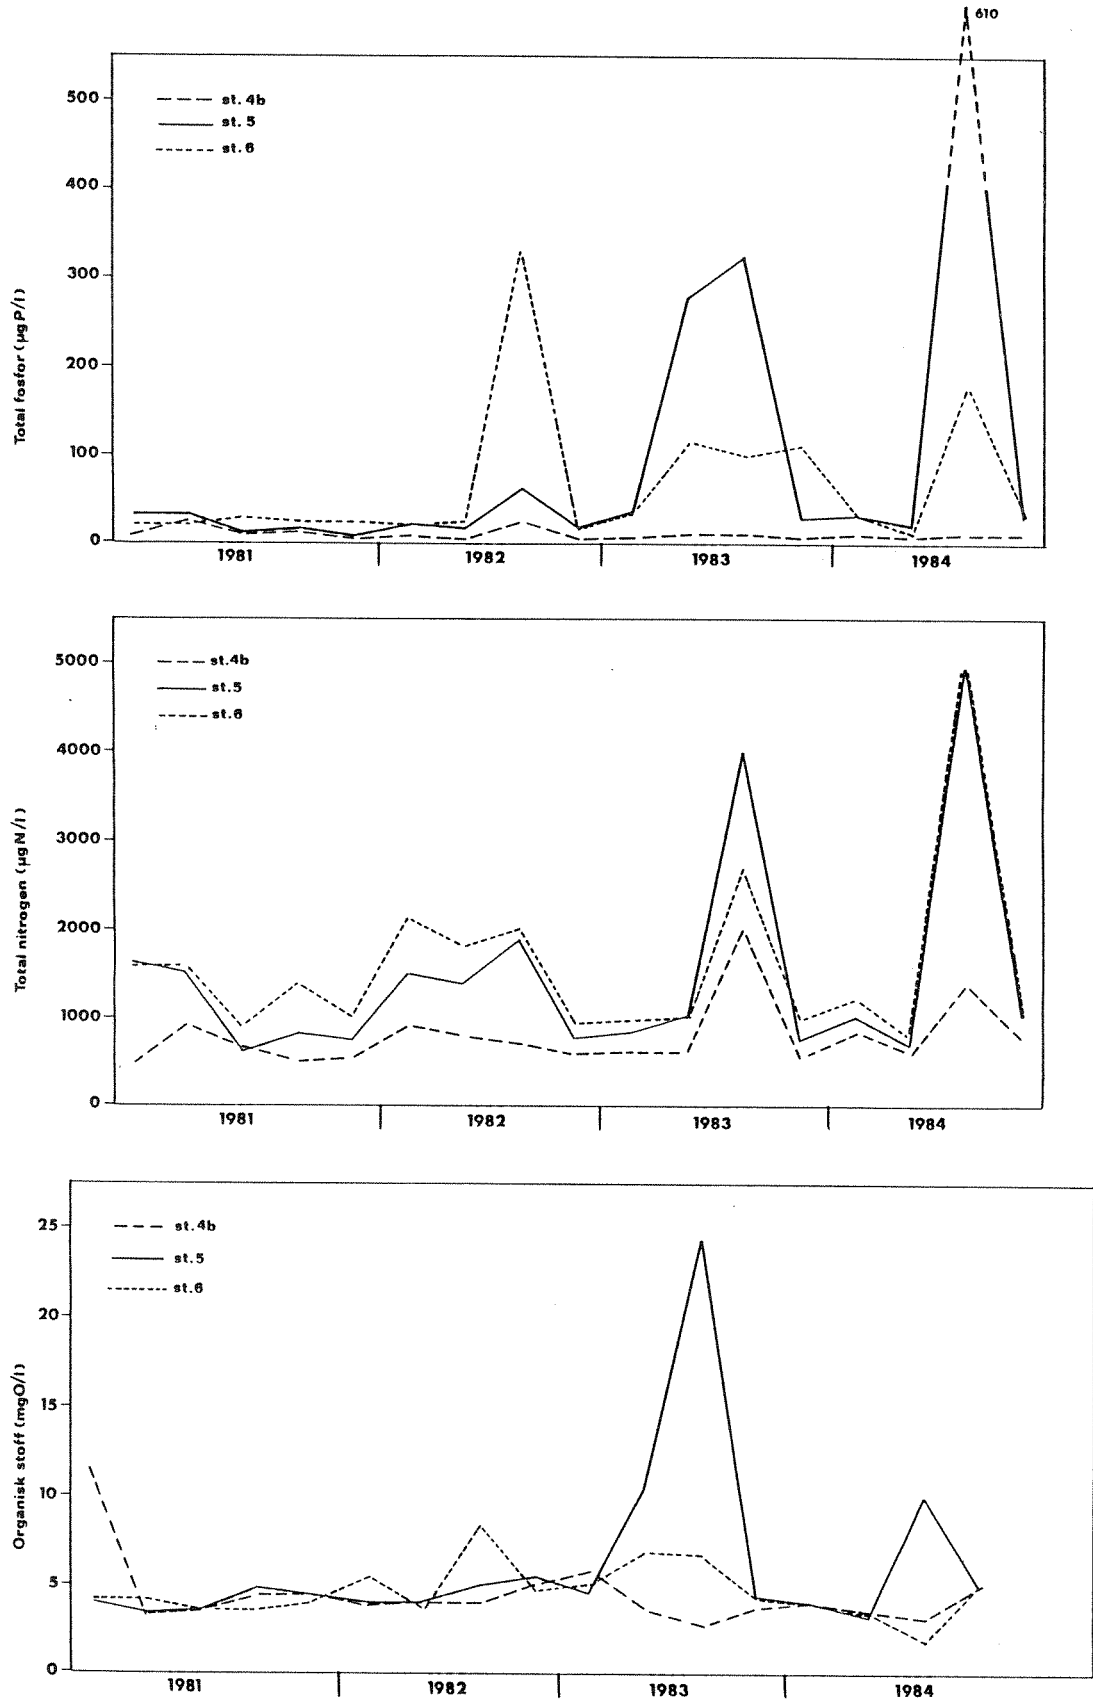 610
Total fosfor (µg P/l)
500
400
300
200
100
0
st. 4b
st. 5
st. 6
1981 1982 1983 1984
Total nitrogen (µg N/l)
5000
4000
3000
2000
1000
0
st. 4b
st. 5
st. 6
1981 1982 1983 1984
Organisk stoff (mgO/l)
25
20
15
10
5
0
st. 4b
st. 5
st. 6
1981 1982 1983 1984